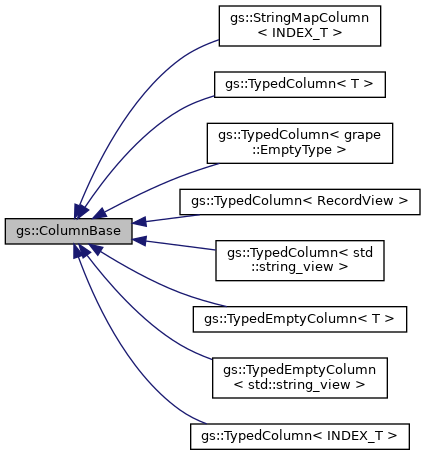 gs::StringMapColumn
< INDEX_T >
gs::TypedColumn< T >
gs::TypedColumn< grape
::EmptyType >
gs::TypedColumn< RecordView >
gs::ColumnBase
gs::TypedColumn< std
::string_view >
gs::TypedEmptyColumn< T >
gs::TypedEmptyColumn
< std::string_view >
gs::TypedColumn< INDEX_T >